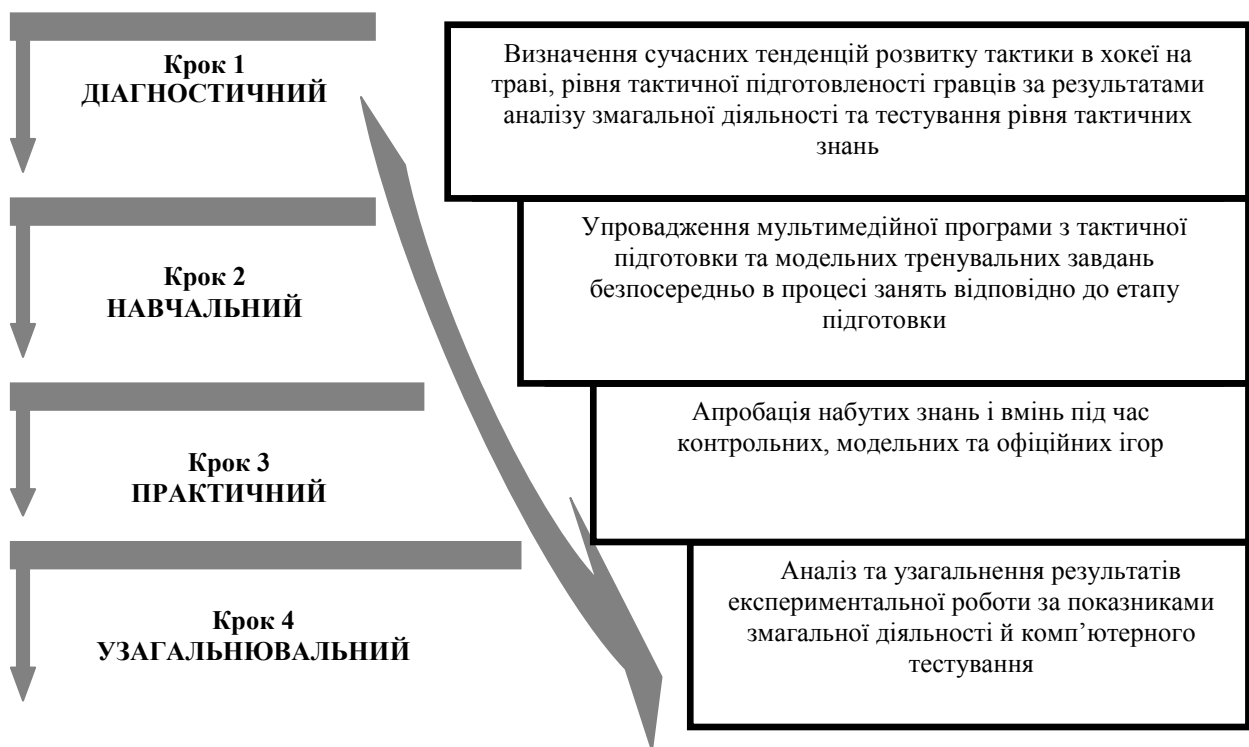 Крок 1
ДІАГНОСТИЧНИЙ
Визначення сучасних тенденцій розвитку тактики в хокеї на
траві, рівня тактичної підготовленості гравців за результатами
аналізу змагальної діяльності та тестування рівня тактичних
знань
Крок 2
НАВЧАЛЬНИЙ
Упровадження мультимедійної програми з тактичної
підготовки та модельних тренувальних завдань
безпосередньо в процесі занять відповідно до етапу
підготовки
Крок 3
ПРАКТИЧНИЙ
Апробація набутих знань і вмінь під час
контрольних, модельних та офіційних ігор
Крок 4
УЗАГАЛЬНЮВАЛЬНИЙ
Аналіз та узагальнення результатів
експериментальної роботи за показниками
змагальної діяльності й комп’ютерного
тестування